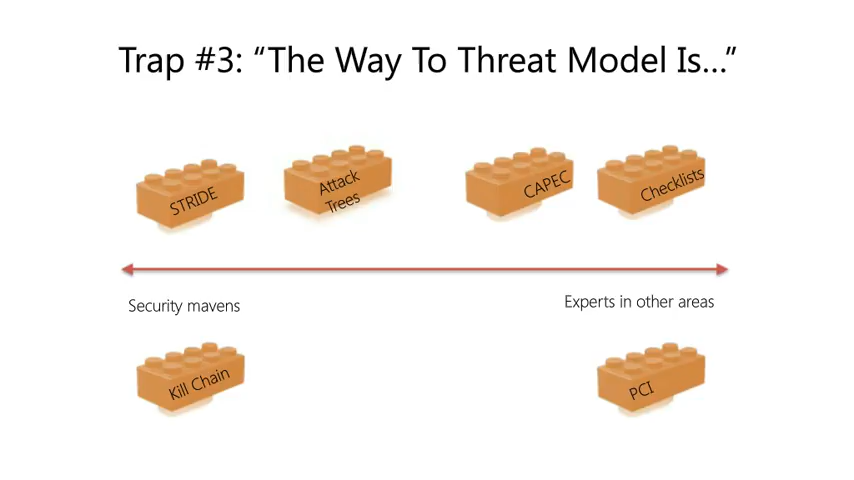 Trap #3: “The Way To Threat Model Is…”
STRIDE
Attack
Trees
CAPEC
Checklists
Security mavens
Experts in other areas
Kill Chain
PCI